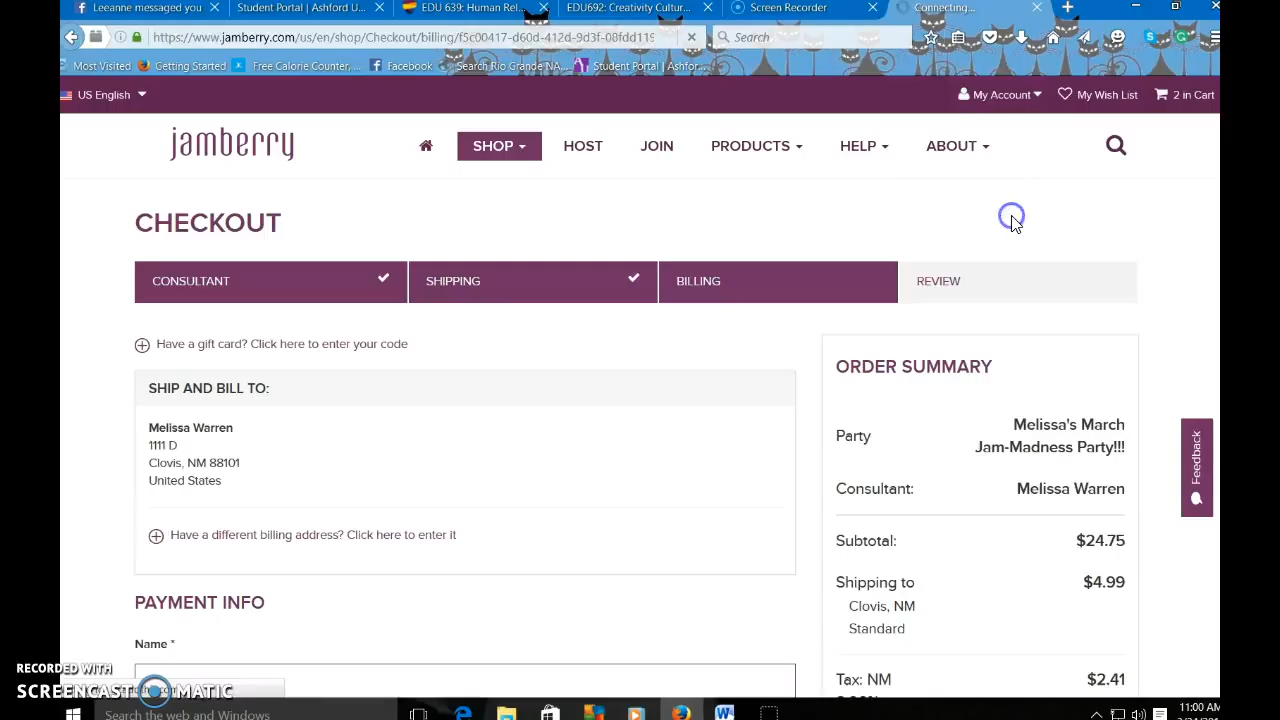 Leeanne messaged you
Student Portal | Ashford U...
EDU 639: Human Rel...
EDU692: Creativity Cultur...
Screen Recorder
Connecting...
https://www.jamberry.com/us/en/shop/Checkout/billing/f5c00417-d60d-412d-9d3f-08fdd119
Search
Most Visited
Getting Started
Free Calorie Counter, ...
Facebook
Search Rio Grande NA...
Student Portal | Ashfor...
US English
My Account
My Wish List
2 in Cart
jamberry
SHOP
HOST
JOIN
PRODUCTS
HELP
ABOUT
CHECKOUT
CONSULTANT
SHIPPING
BILLING
REVIEW
Have a gift card? Click here to enter your code
SHIP AND BILL TO:
Melissa Warren
1111 D
Clovis, NM 88101
United States
Have a different billing address? Click here to enter it
PAYMENT INFO
Name *
ORDER SUMMARY
Party
Melissa's March
Jam-Madness Party!!!
Consultant:
Melissa Warren
Subtotal:
$24.75
Shipping to
$4.99
Clovis, NM
Standard
Tax: NM
$2.41
Feedback
RECORDED WITH
SCREENCAST MATIC
Search the web and Windows
11:00 AM